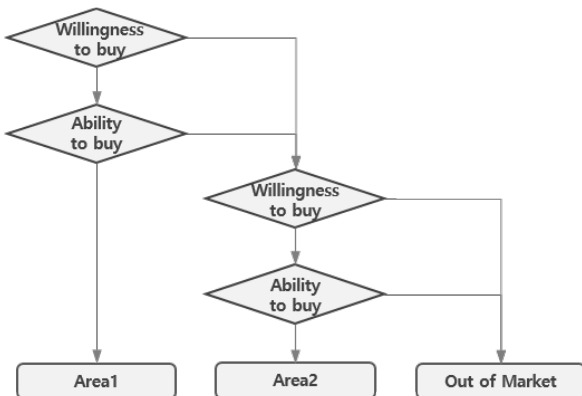 Willingness
to buy
Ability
to buy
Willingness
to buy
Ability
to buy
Area1
Area2
Out of Market